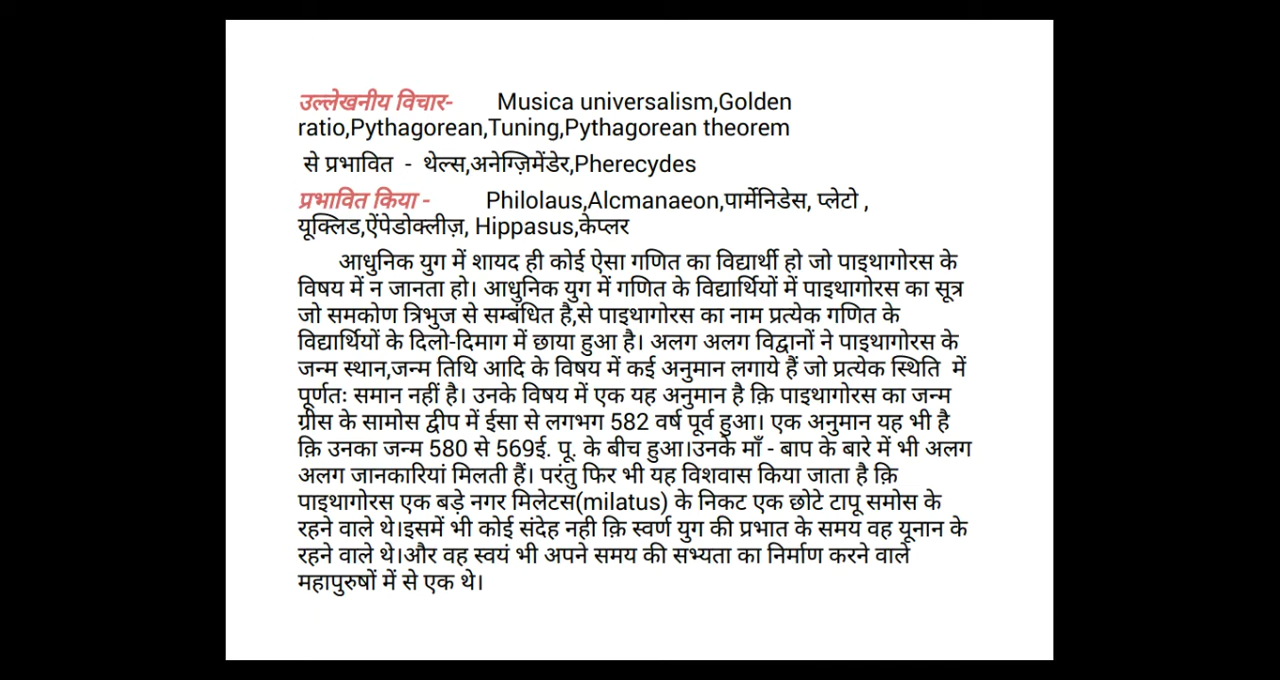 उल्लेखनीय विचार- Musica universalism,Golden
ratio,Pythagorean,Tuning,Pythagorean theorem
से प्रभावित - थेल्स,अनेग्ज़िमेंडेर,Pherecydes
प्रभावित किया - Philolaus,Alcmanaeon,पार्मेनिडेस, प्लेटो ,
यूक्लिड,ऐंपेडोक्लीज़, Hippasus,केप्लर
आधुनिक युग में शायद ही कोई ऐसा गणित का विद्यार्थी हो जो पाइथागोरस के
विषय में न जानता हो। आधुनिक युग में गणित के विद्यार्थियों में पाइथागोरस का सूत्र
जो समकोण त्रिभुज से सम्बंधित है,से पाइथागोरस का नाम प्रत्येक गणित के
विद्यार्थियों के दिलो-दिमाग में छाया हुआ है। अलग अलग विद्वानों ने पाइथागोरस के
जन्म स्थान,जन्म तिथि आदि के विषय में कई अनुमान लगाये हैं जो प्रत्येक स्थिति में
पूर्णतः समान नहीं है। उनके विषय में एक यह अनुमान है क़ि पाइथागोरस का जन्म
ग्रीस के सामोस द्वीप में ईसा से लगभग 582 वर्ष पूर्व हुआ। एक अनुमान यह भी है
क़ि उनका जन्म 580 से 569ई. पू. के बीच हुआ।उनके माँ - बाप के बारे में भी अलग
अलग जानकारियां मिलती हैं। परंतु फिर भी यह विशवास किया जाता है क़ि
पाइथागोरस एक बड़े नगर मिलेटस(milatus) के निकट एक छोटे टापू समोस के
रहने वाले थे।इसमें भी कोई संदेह नही क़ि स्वर्ण युग की प्रभात के समय वह यूनान के
रहने वाले थे।और वह स्वयं भी अपने समय की सभ्यता का निर्माण करने वाले
महापुरुषों में से एक थे।